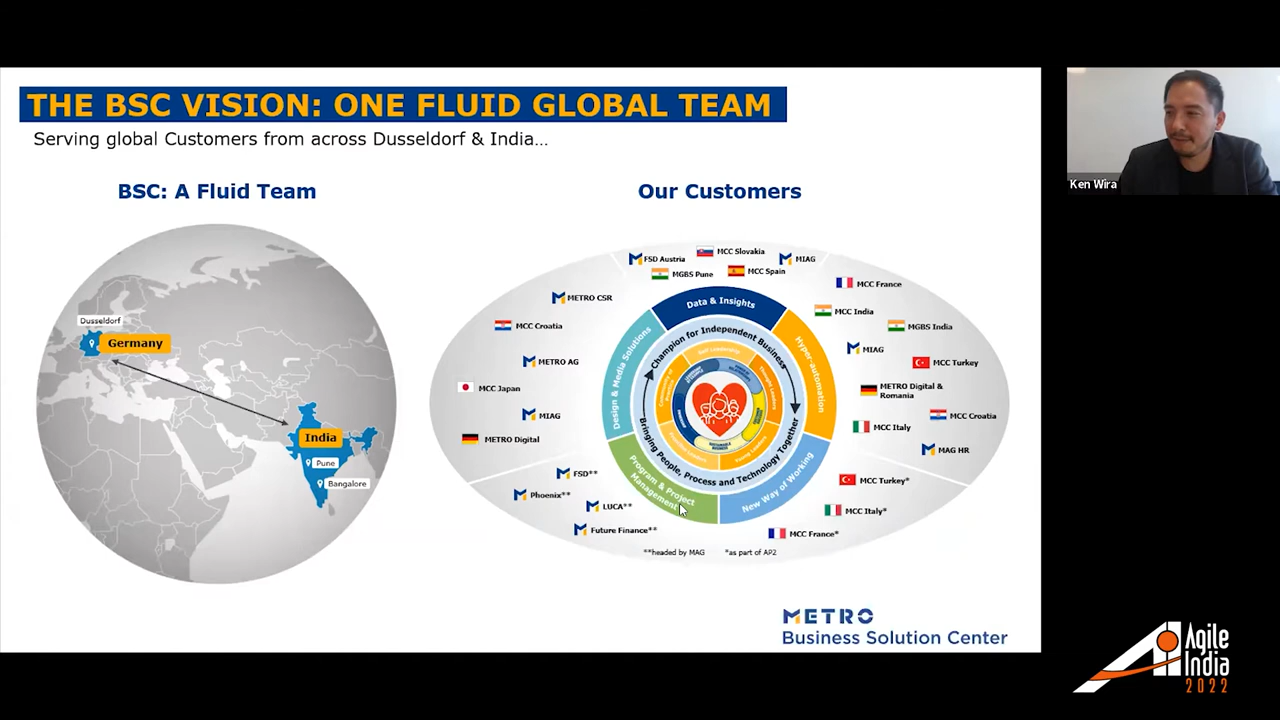 THE BSC VISION: ONE FLUID GLOBAL TEAM
Serving global Customers from across Dusseldorf & India...
BSC: A Fluid Team
Dusseldorf
Germany
India
Pune
Bangalore
Our Customers
FSD Austria
MCC Slovakia
MIAG
MGBS Pune
MCC Spain
METRO CSR
MCC Croatia
METRO AG
MCC Japan
MIAG
METRO Digital
MCC France
MCC India
MGBS India
MIAG
MCC Turkey
METRO Digital &
Romania
MCC Croatia
MCC Italy
MAG HR
FSD**
Phoenix**
LUCA**
Future Finance**
MCC Turkey*
MCC Italy*
MCC France*
Data & Insights
Hyper-automation
New Way of Working
Program & Project
Management
Design & Media Solutions
Champion for Independent Business
Bringing People, Process and Technology Together
**headed by MAG
*as part of AP2
METRO
Business Solution Center
Ken Wira
Agile
India
2022